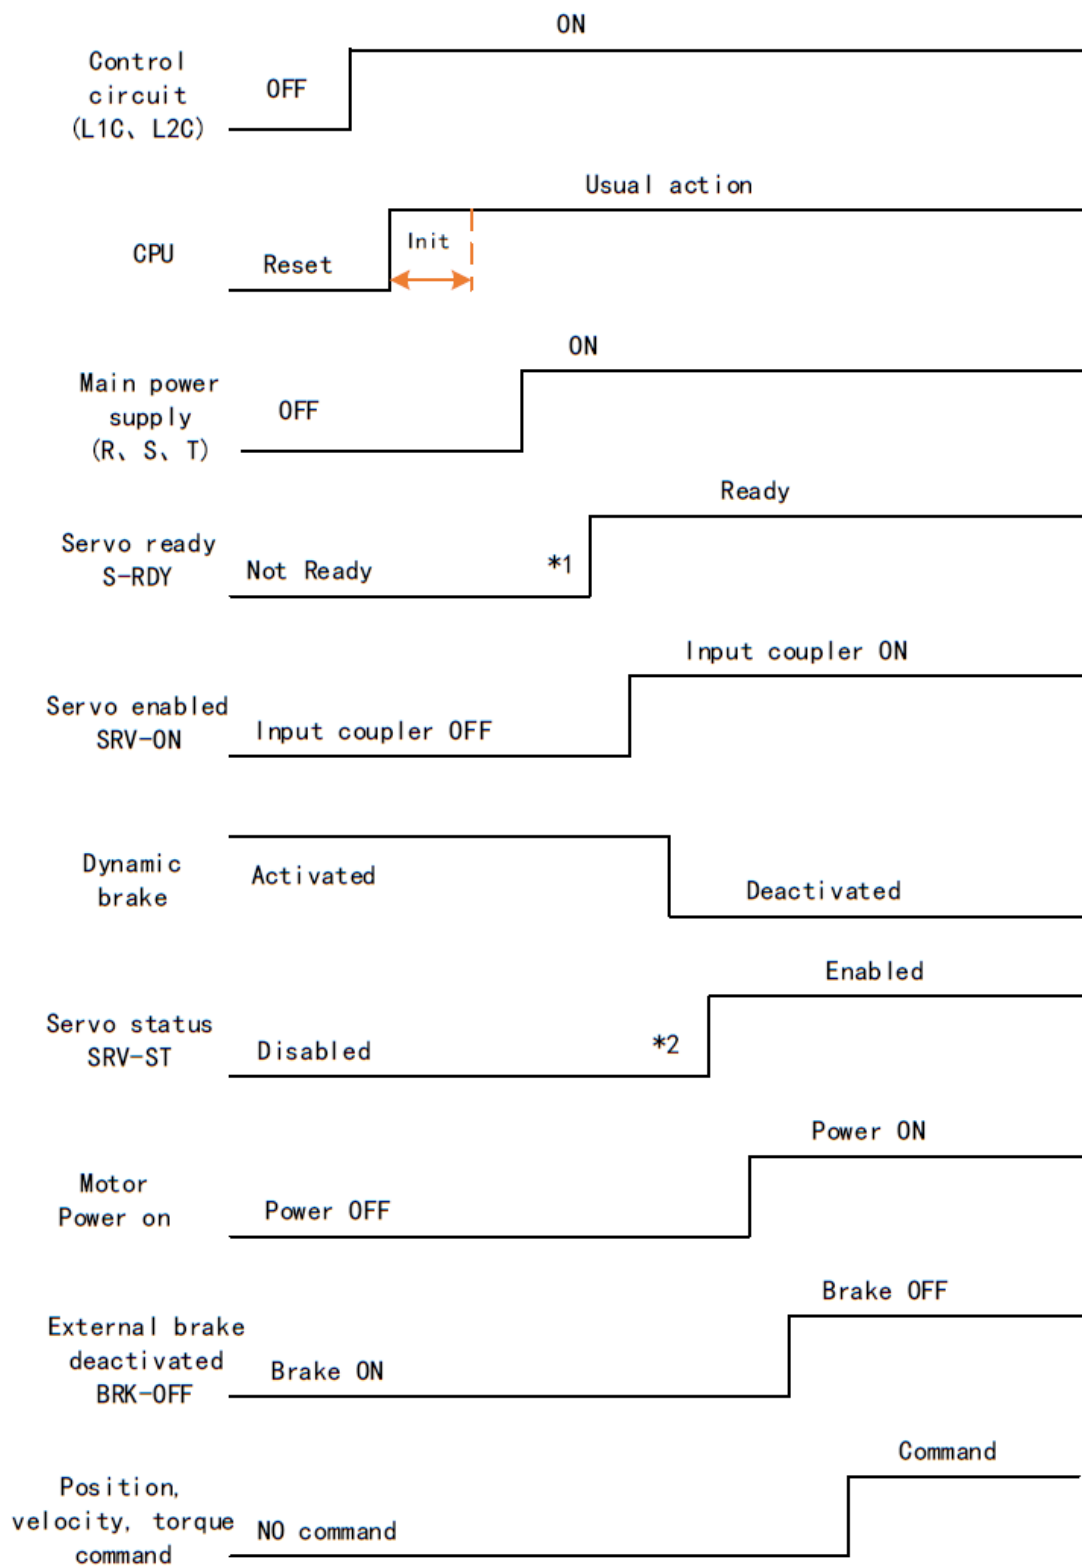 ON
Control
circuit
(L1C、L2C)
OFF
Usual action
CPU
Reset
Init
ON
Main power
supply
(R、S、T)
OFF
Ready
Servo ready
S-RDY
Not Ready
*1
Input coupler ON
Servo enabled
SRV-ON
Input coupler OFF
Dynamic
brake
Activated
Deactivated
Enabled
Servo status
SRV-ST
Disabled
*2
Power ON
Motor
Power on
Power OFF
Brake OFF
External brake
deactivated
BRK-OFF
Brake ON
Command
Position,
velocity, torque
command
NO command